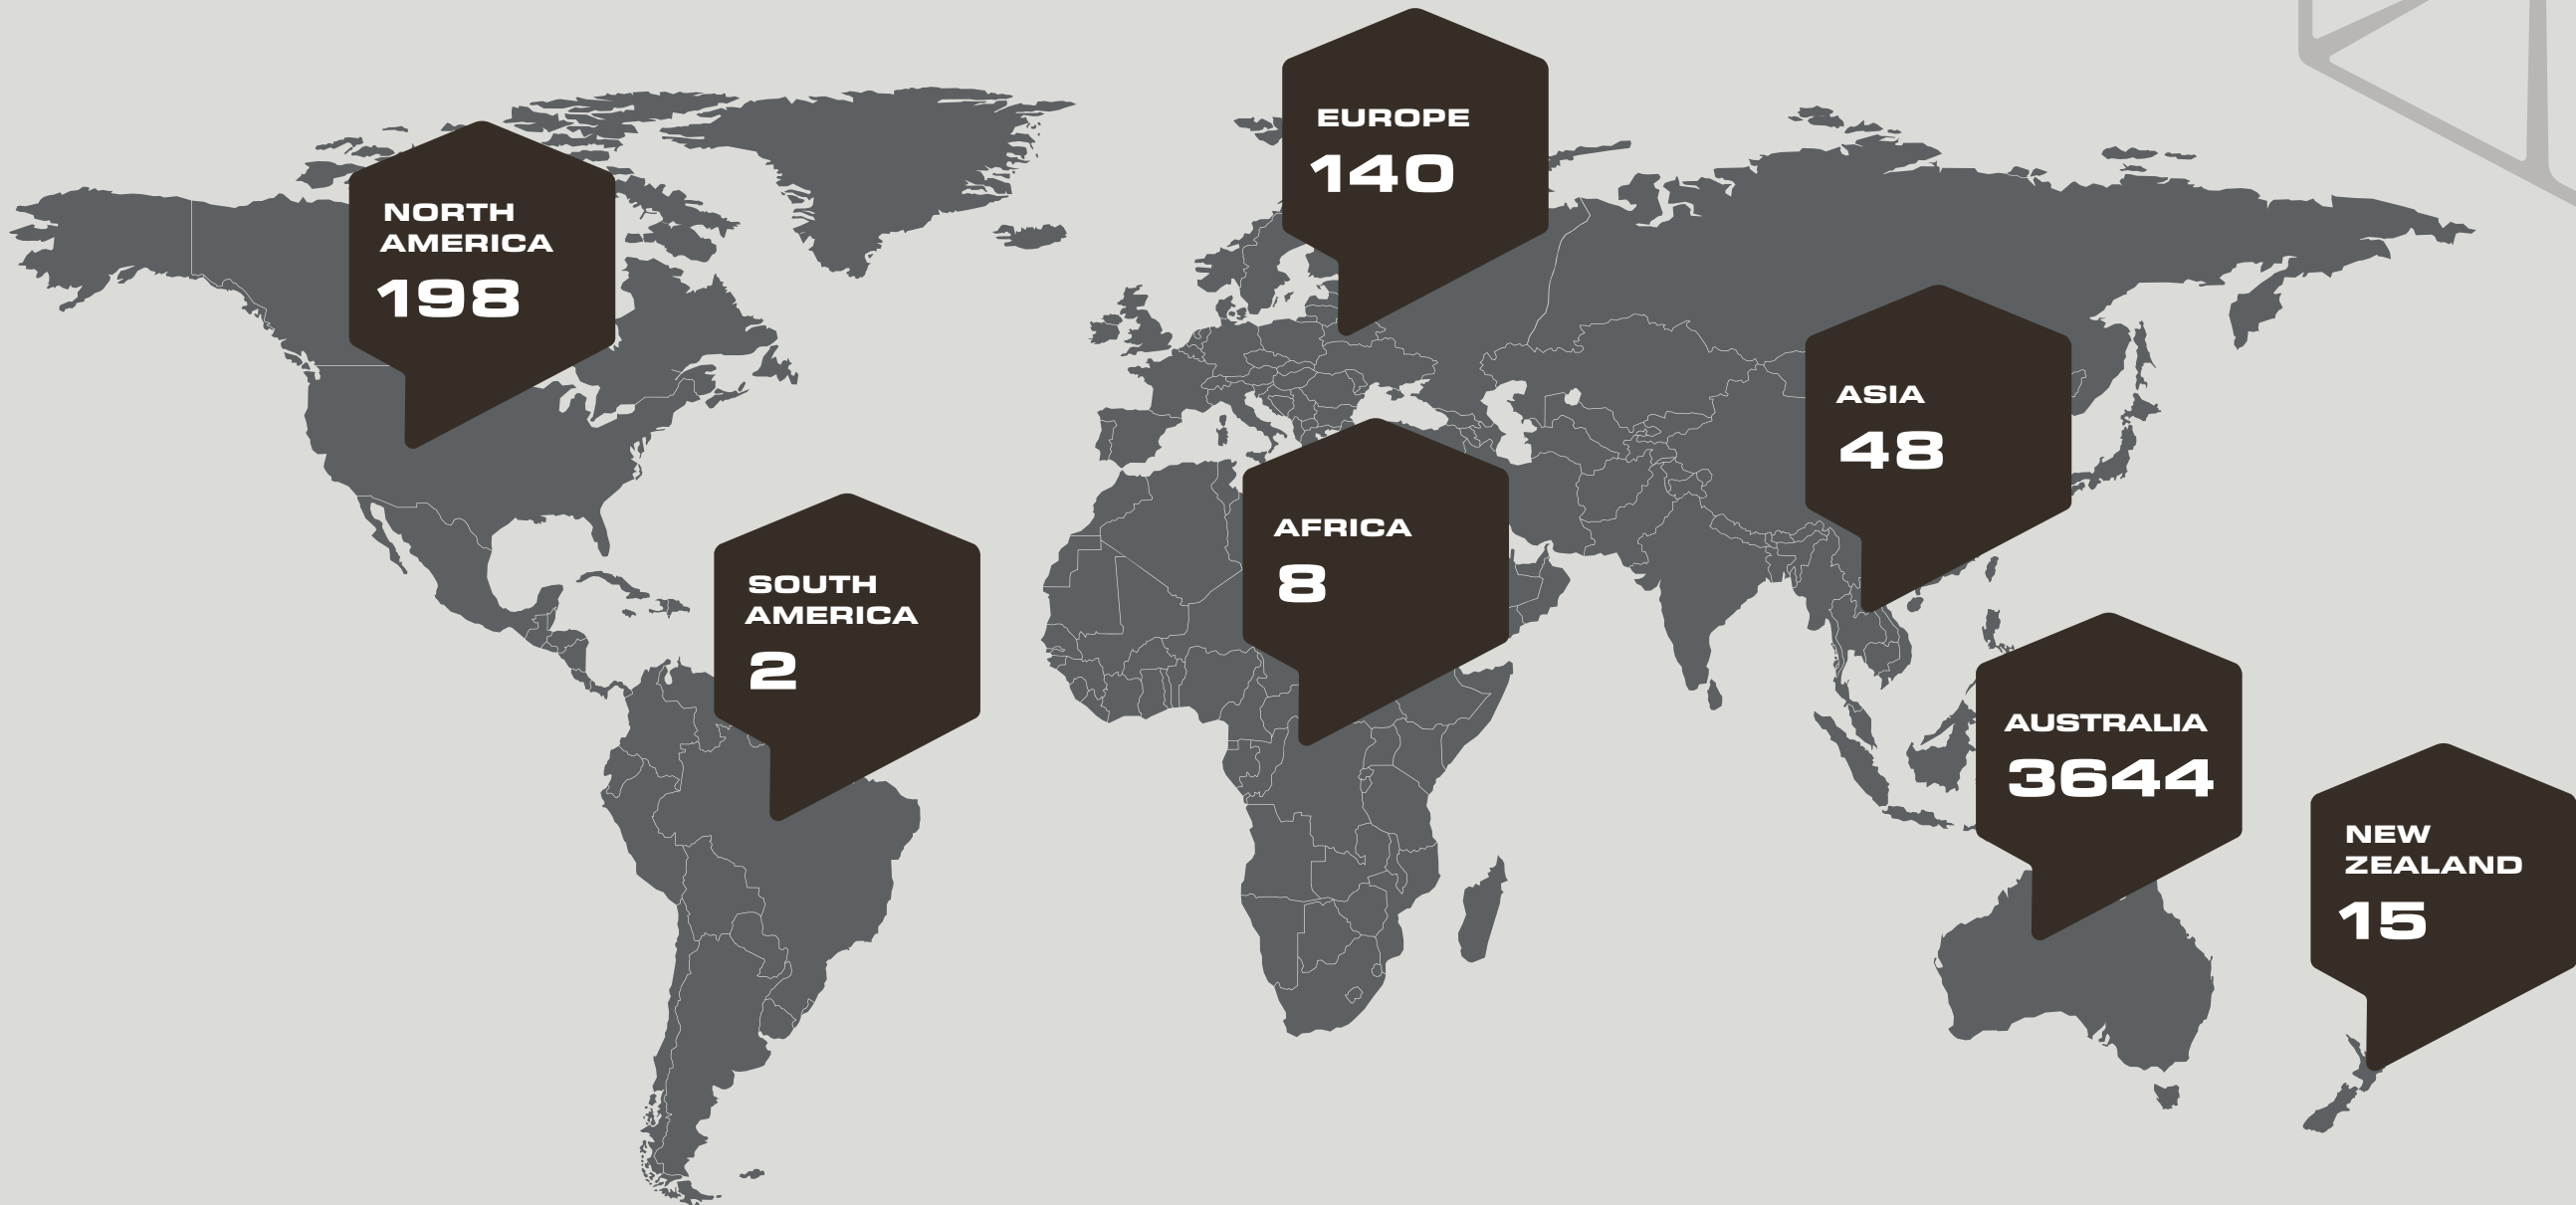 EUROPE
140
NORTH
AMERICA
198
ASIA
48
AFRICA
8
SOUTH
AMERICA
2
AUSTRALIA
3644
NEW
ZEALAND
15